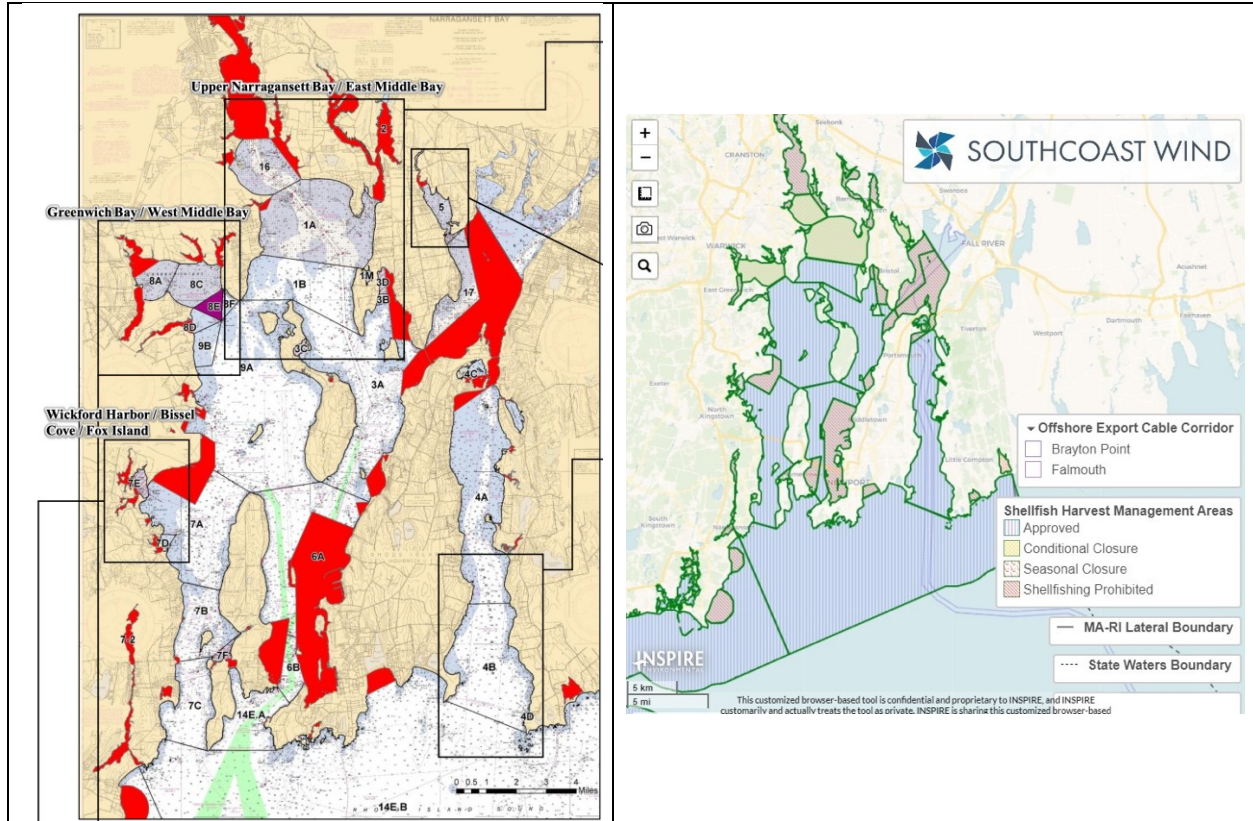 NARRAGANSETT BAY
Upper Narragansett Bay / East Middle Bay
2
16
5
1A
Greenwich Bay / West Middle Bay
8A
8C
1M
3D
1B
3B
17
8E
8F
8D
9B
3C
9A
3A
4C
Wickford Harbor / Bissel
Cove / Fox Island
7E
4A
7A
7D
6A
7B
7-2
7F
6B
4B
7C
14E.A
4D
0 0.5 1 2 3 4
Miles
RHODE ISLAND SOUND
14E.B
+
−
SOUTHCOAST WIND
Seekonk
CRANSTON
Swansea
WARWICK
FALL RIVER
East Greenwich
Bristol
Acushnet
Tiverton
Fairhaven
Westport
Dartmouth
Portsmouth
Exeter
North
Kingstown
Middletown
Little Compton
NEWPORT
South
Kingstown
Offshore Export Cable Corridor
Brayton Point
Falmouth
Shellfish Harvest Management Areas
Approved
Conditional Closure
Seasonal Closure
Shellfishing Prohibited
MA-RI Lateral Boundary
State Waters Boundary
INSPIRE
ENVIRONMENTAL
5 km
5 mi
This customized browser-based tool is confidential and proprietary to INSPIRE, and INSPIRE
customarily and actually treats the tool as private. INSPIRE is sharing this customized browser-based